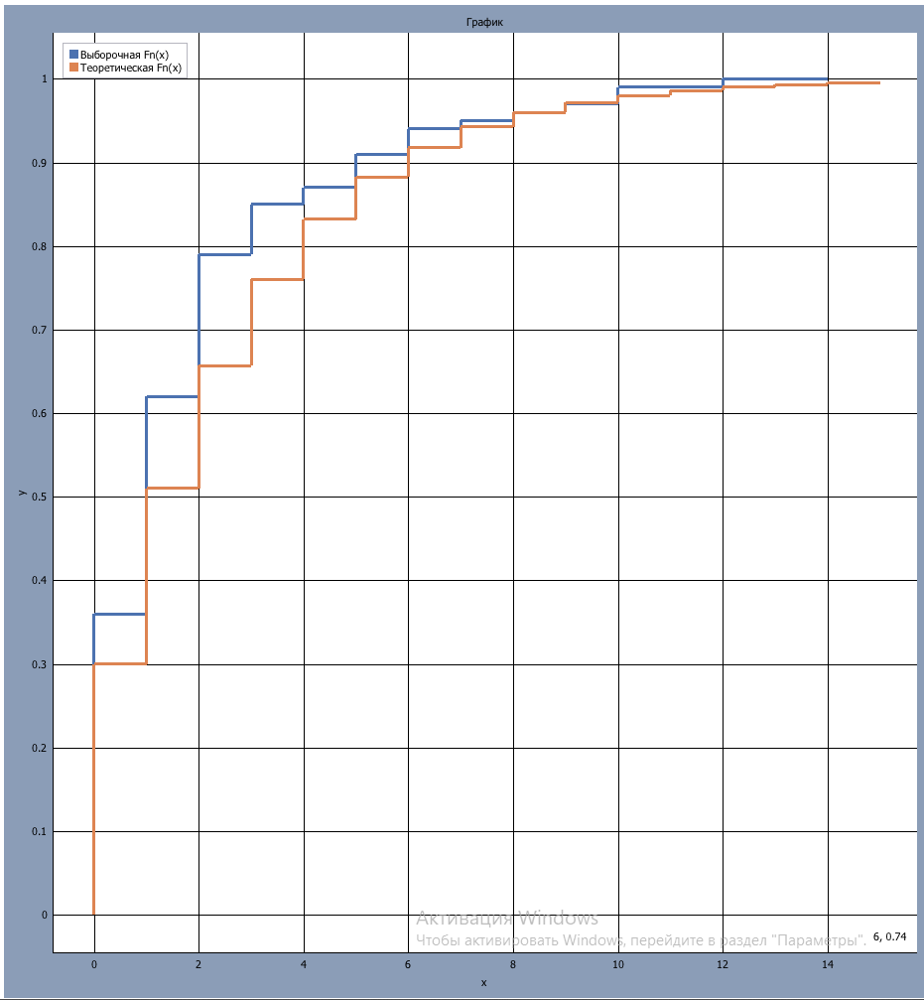 График
Выборочная Fn(x)
Теоретическая Fn(x)
1
0.9
0.8
0.7
0.6
0.5
0.4
0.3
0.2
0.1
0
y
0 2 4 6 8 10 12 14
x
Активация Windows
Чтобы активировать Windows, перейдите в раздел "Параметры".
6, 0.74